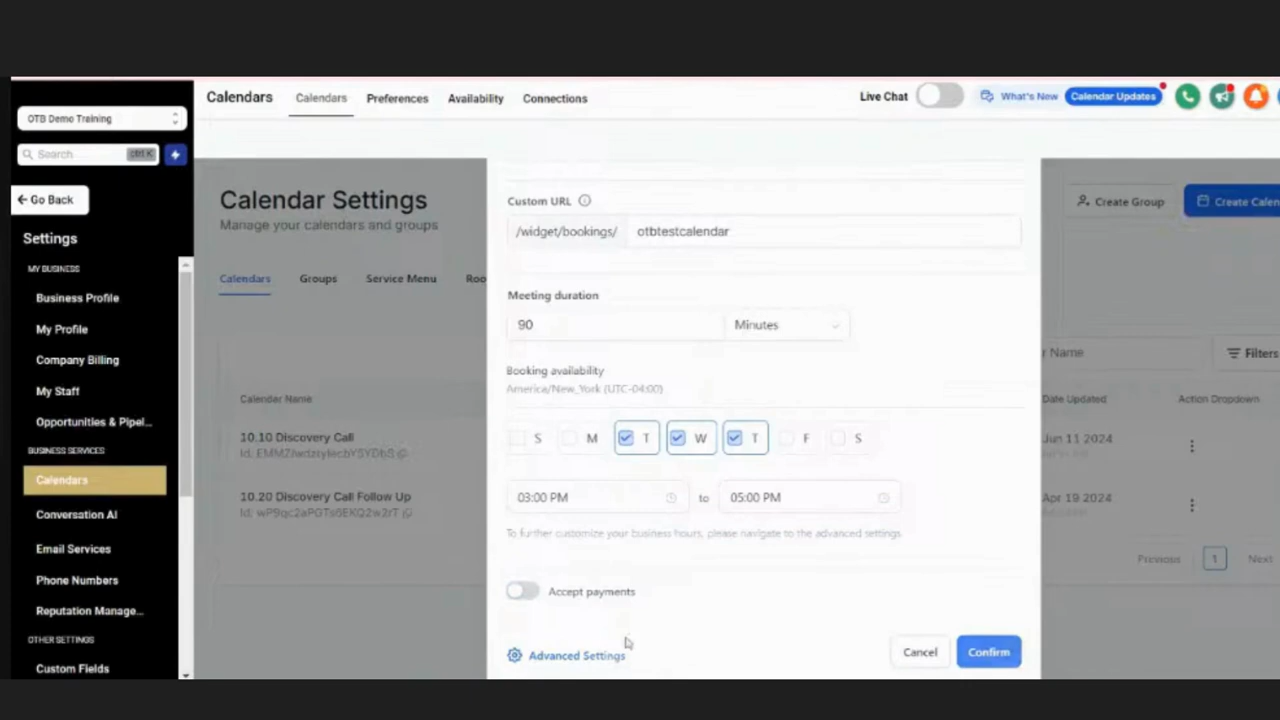 OTB Demo Training
Search
ctrl K
Go Back
Settings
MY BUSINESS
Business Profile
My Profile
Company Billing
My Staff
Opportunities & Pipel...
BUSINESS SERVICES
Calendars
Conversation AI
Email Services
Phone Numbers
Reputation Manage...
OTHER SETTINGS
Custom Fields
Calendars Calendars Preferences Availability Connections
Live Chat What's New Calendar Updates
Calendar Settings
Manage your calendars and groups
Create Group Create Calen
Calendars Groups Service Menu Roo
Calendar Name
10.10 Discovery Call
10.20 Discovery Call Follow Up
Custom URL
/widget/bookings/ otbtestcalendar
Meeting duration
90 Minutes
Booking availability
America/New_York (UTC-04:00)
S M T W T F S
03:00 PM to 05:00 PM
To further customize your business hours, please navigate to the advanced settings
Accept payments
Advanced Settings
Cancel Confirm
r Name Filters
Date Updated Action Dropdown
Jun 11 2024
Apr 19 2024
Previous 1 Next